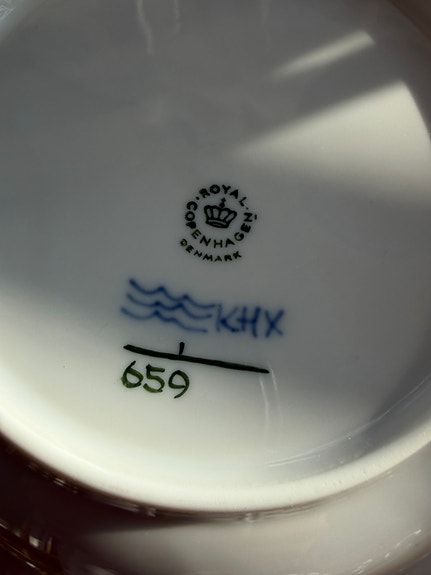 ROYAL
COPENHAGEN
DENMARK
KHX
659